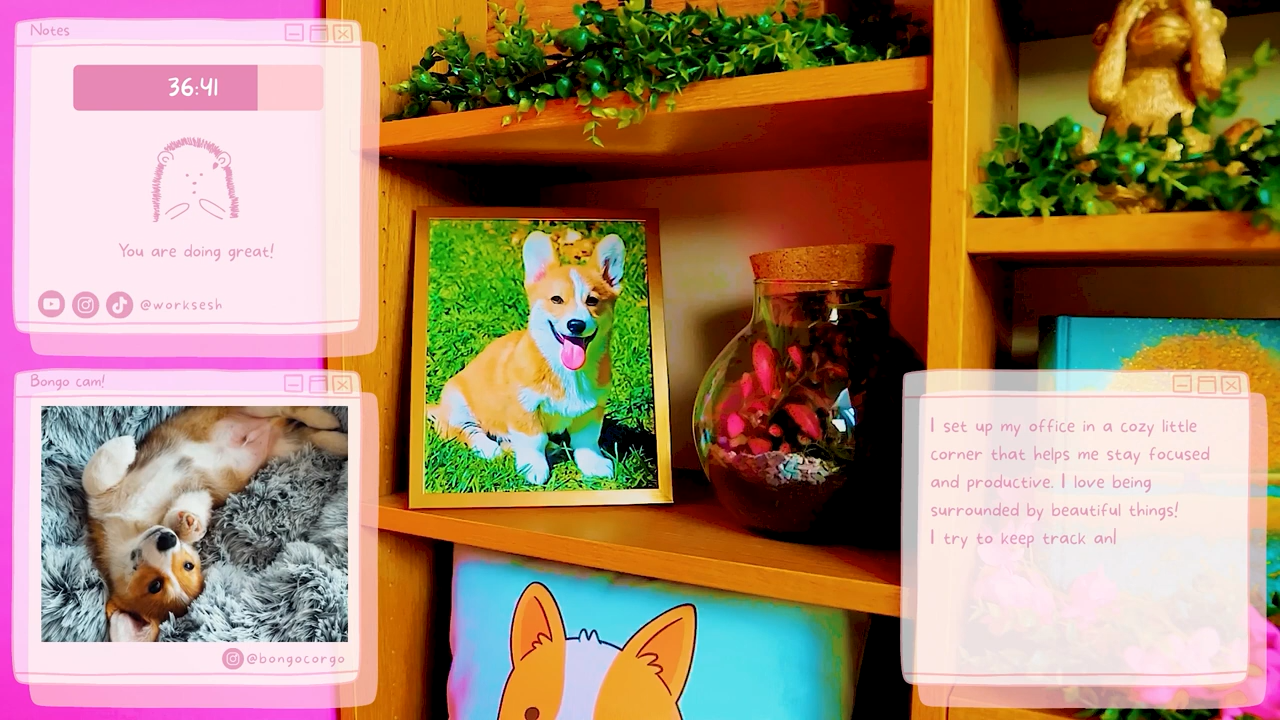 Notes
36:41
You are doing great!
@worksesh
Bongo cam!
@bongocorgo
I set up my office in a cozy little
corner that helps me stay focused
and productive. I love being
surrounded by beautiful things!
I try to keep track an